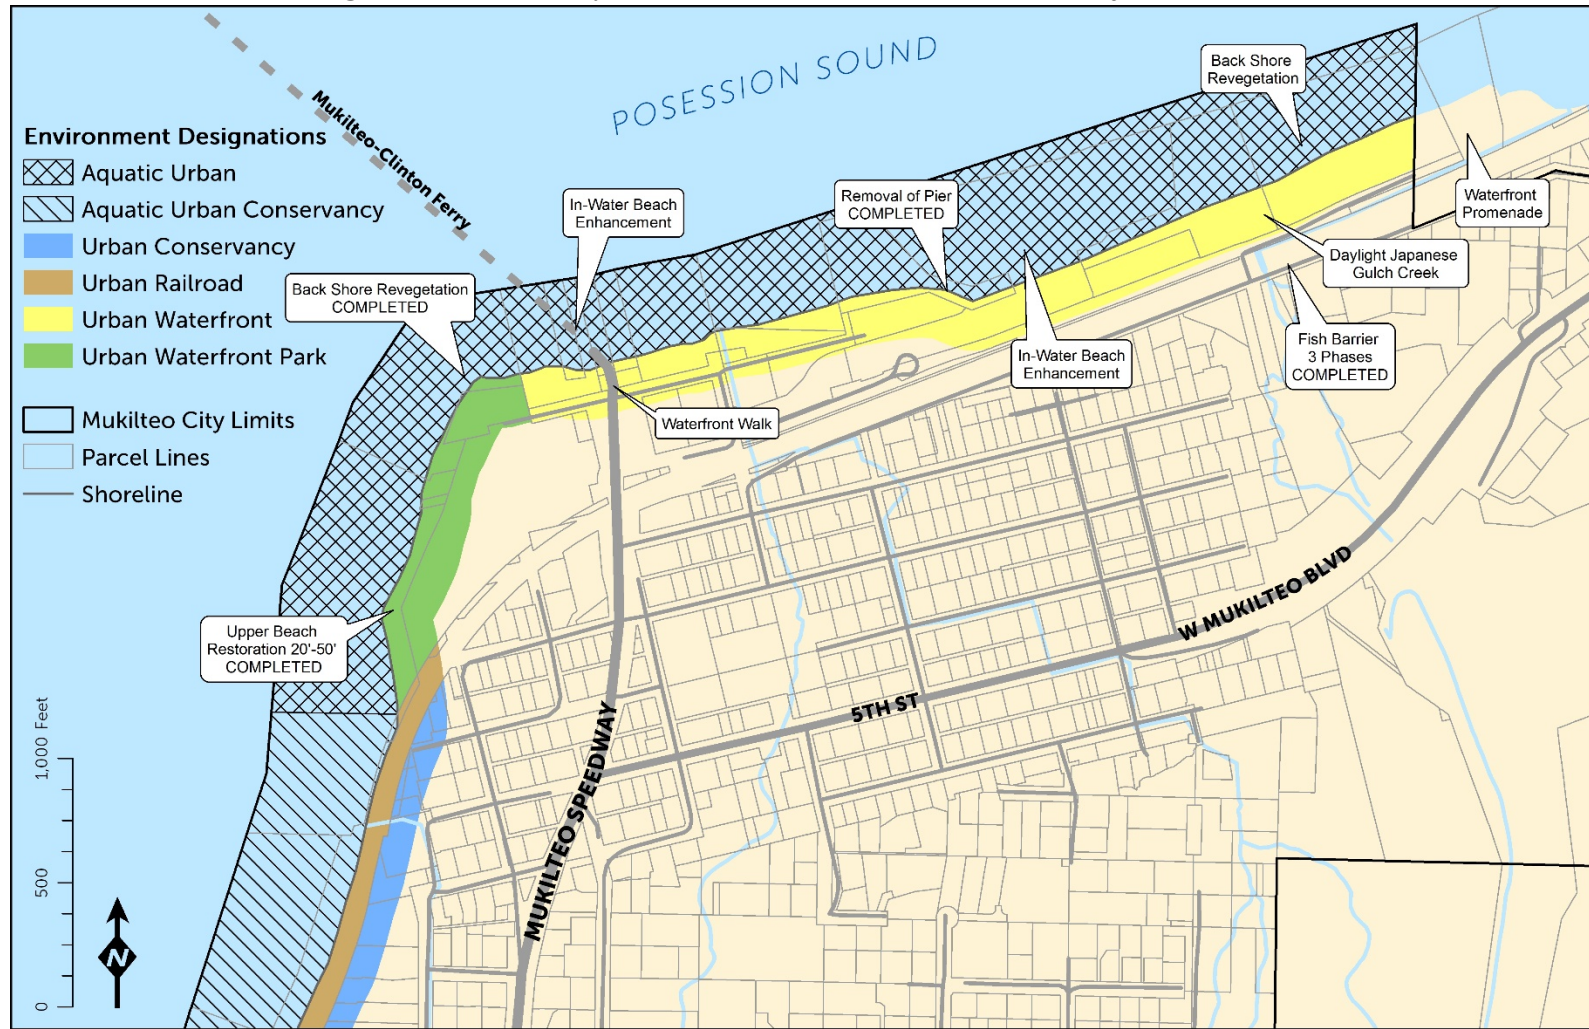 POSESSION SOUND
Mukilteo-Clinton Ferry
Environment Designations
Aquatic Urban
Aquatic Urban Conservancy
Urban Conservancy
Urban Railroad
Urban Waterfront
Urban Waterfront Park
Mukilteo City Limits
Parcel Lines
Shoreline
Back Shore
Revegetation
In-Water Beach
Enhancement
Removal of Pier
COMPLETED
Waterfront
Promenade
Daylight Japanese
Gulch Creek
Back Shore Revegetation
COMPLETED
Fish Barrier
3 Phases
COMPLETED
In-Water Beach
Enhancement
Waterfront Walk
Upper Beach
Restoration 20'-50'
COMPLETED
W MUKILTEO BLVD
5TH ST
MUKILTEO SPEEDWAY
1,000 Feet
500
0
N